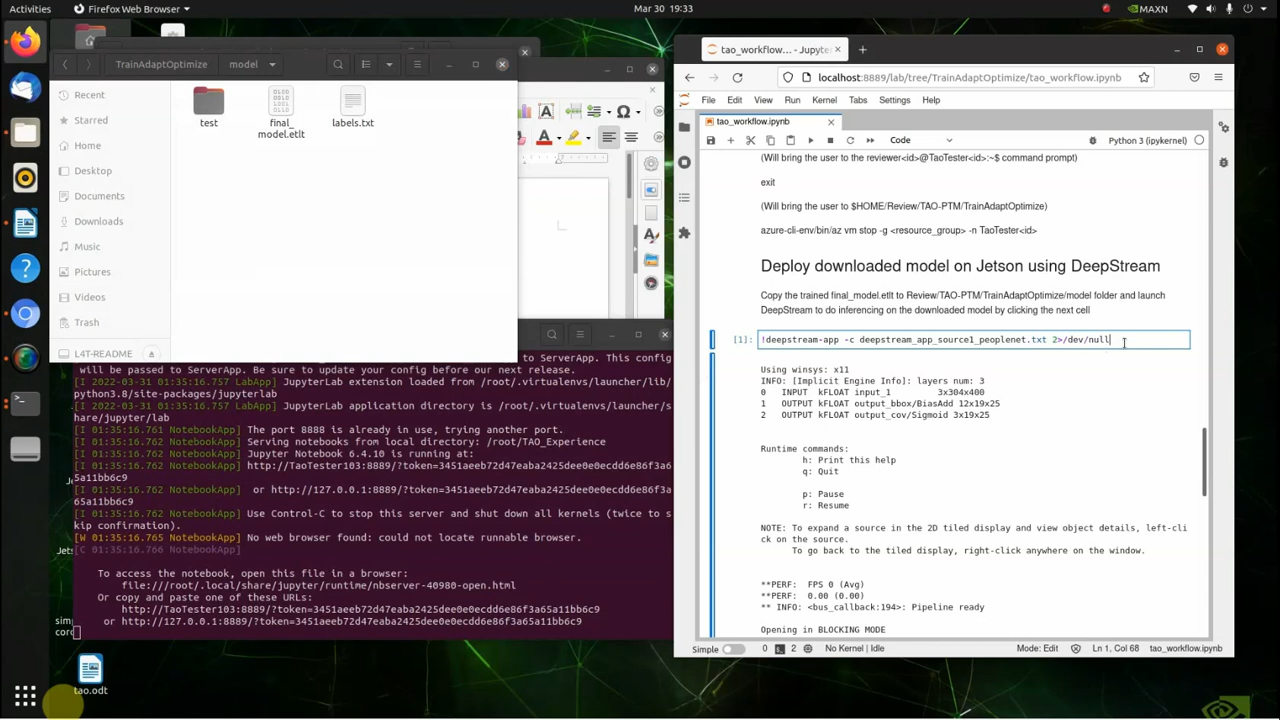 Activities
Firefox Web Browser
Mar 30 19:33
MAXN
TrainAdaptOptimize
model
Recent
Starred
Home
Desktop
Documents
Downloads
Music
Pictures
Videos
Trash
L4T-README
test
final_
model.etlt
labels.txt
to ServerApp. This config
will be passed to ServerApp. Be sure to update your config before our next release.
[I 2022-03-31 01:35:16.757 LabApp] JupyterLab extension loaded from /root/.virtualenvs/launcher/lib/
python3.8/site-packages/jupyterlab
[I 2022-03-31 01:35:16.757 LabApp] JupyterLab application directory is /root/.virtualenvs/launcher/s
hare/jupyter/lab
[I 01:35:16.761 NotebookApp] The port 8888 is already in use, trying another port.
[I 01:35:16.762 NotebookApp] Serving notebooks from local directory: /root/TAO_Experience
[I 01:35:16.762 NotebookApp] Jupyter Notebook 6.4.10 is running at:
[I 01:35:16.762 NotebookApp] http://TaoTester103:8889/?token=3451aeeb72d47eaba2425dee0e0ecdd6e86f3a6
5a11bb6c9
[I 01:35:16.762 NotebookApp]  or http://127.0.0.1:8889/?token=3451aeeb72d47eaba2425dee0e0ecdd6e86f3a
65a11bb6c9
[I 01:35:16.762 NotebookApp] Use Control-C to stop this server and shut down all kernels (twice to s
kip confirmation).
[W 01:35:16.765 NotebookApp] No web browser found: could not locate runnable browser.
[C 01:35:16.766 NotebookApp]
To access the notebook, open this file in a browser:
file:///root/.local/share/jupyter/runtime/nbserver-40980-open.html
Or copy and paste one of these URLs:
http://TaoTester103:8889/?token=3451aeeb72d47eaba2425dee0e0ecdd6e86f3a65a11bb6c9
or http://127.0.0.1:8889/?token=3451aeeb72d47eaba2425dee0e0ecdd6e86f3a65a11bb6c9
tao.odt
tao_workflow... - Jupyte
localhost:8889/lab/tree/TrainAdaptOptimize/tao_workflow.ipynb
File Edit View Run Kernel Tabs Settings Help
tao_workflow.ipynb
Code
Python 3 (ipykernel)
(Will bring the user to the reviewer<id>@TaoTester<id>:~$ command prompt)
exit
(Will bring the user to $HOME/Review/TAO-PTM/TrainAdaptOptimize)
azure-cli-env/bin/az vm stop -g <resource_group> -n TaoTester<id>
Deploy downloaded model on Jetson using DeepStream
Copy the trained final_model.etlt to Review/TAO-PTM/TrainAdaptOptimize/model folder and launch
DeepStream to do inferencing on the downloaded model by clicking the next cell
[1]: !deepstream-app -c deepstream_app_source1_peoplenet.txt 2>/dev/null
Using winsys: x11
INFO: [Implicit Engine Info]: layers num: 3
0   INPUT  kFLOAT input_1         3x304x400
1   OUTPUT kFLOAT output_bbox/BiasAdd 12x19x25
2   OUTPUT kFLOAT output_cov/Sigmoid 3x19x25
Runtime commands:
h: Print this help
q: Quit
p: Pause
r: Resume
NOTE: To expand a source in the 2D tiled display and view object details, left-cli
ck on the source.
To go back to the tiled display, right-click anywhere on the window.
**PERF:  FPS 0 (Avg)
**PERF:  0.00 (0.00)
** INFO: <bus_callback:194>: Pipeline ready
Opening in BLOCKING MODE
Simple 0 2 No Kernel | Idle Mode: Edit Ln 1, Col 68 tao_workflow.ipynb